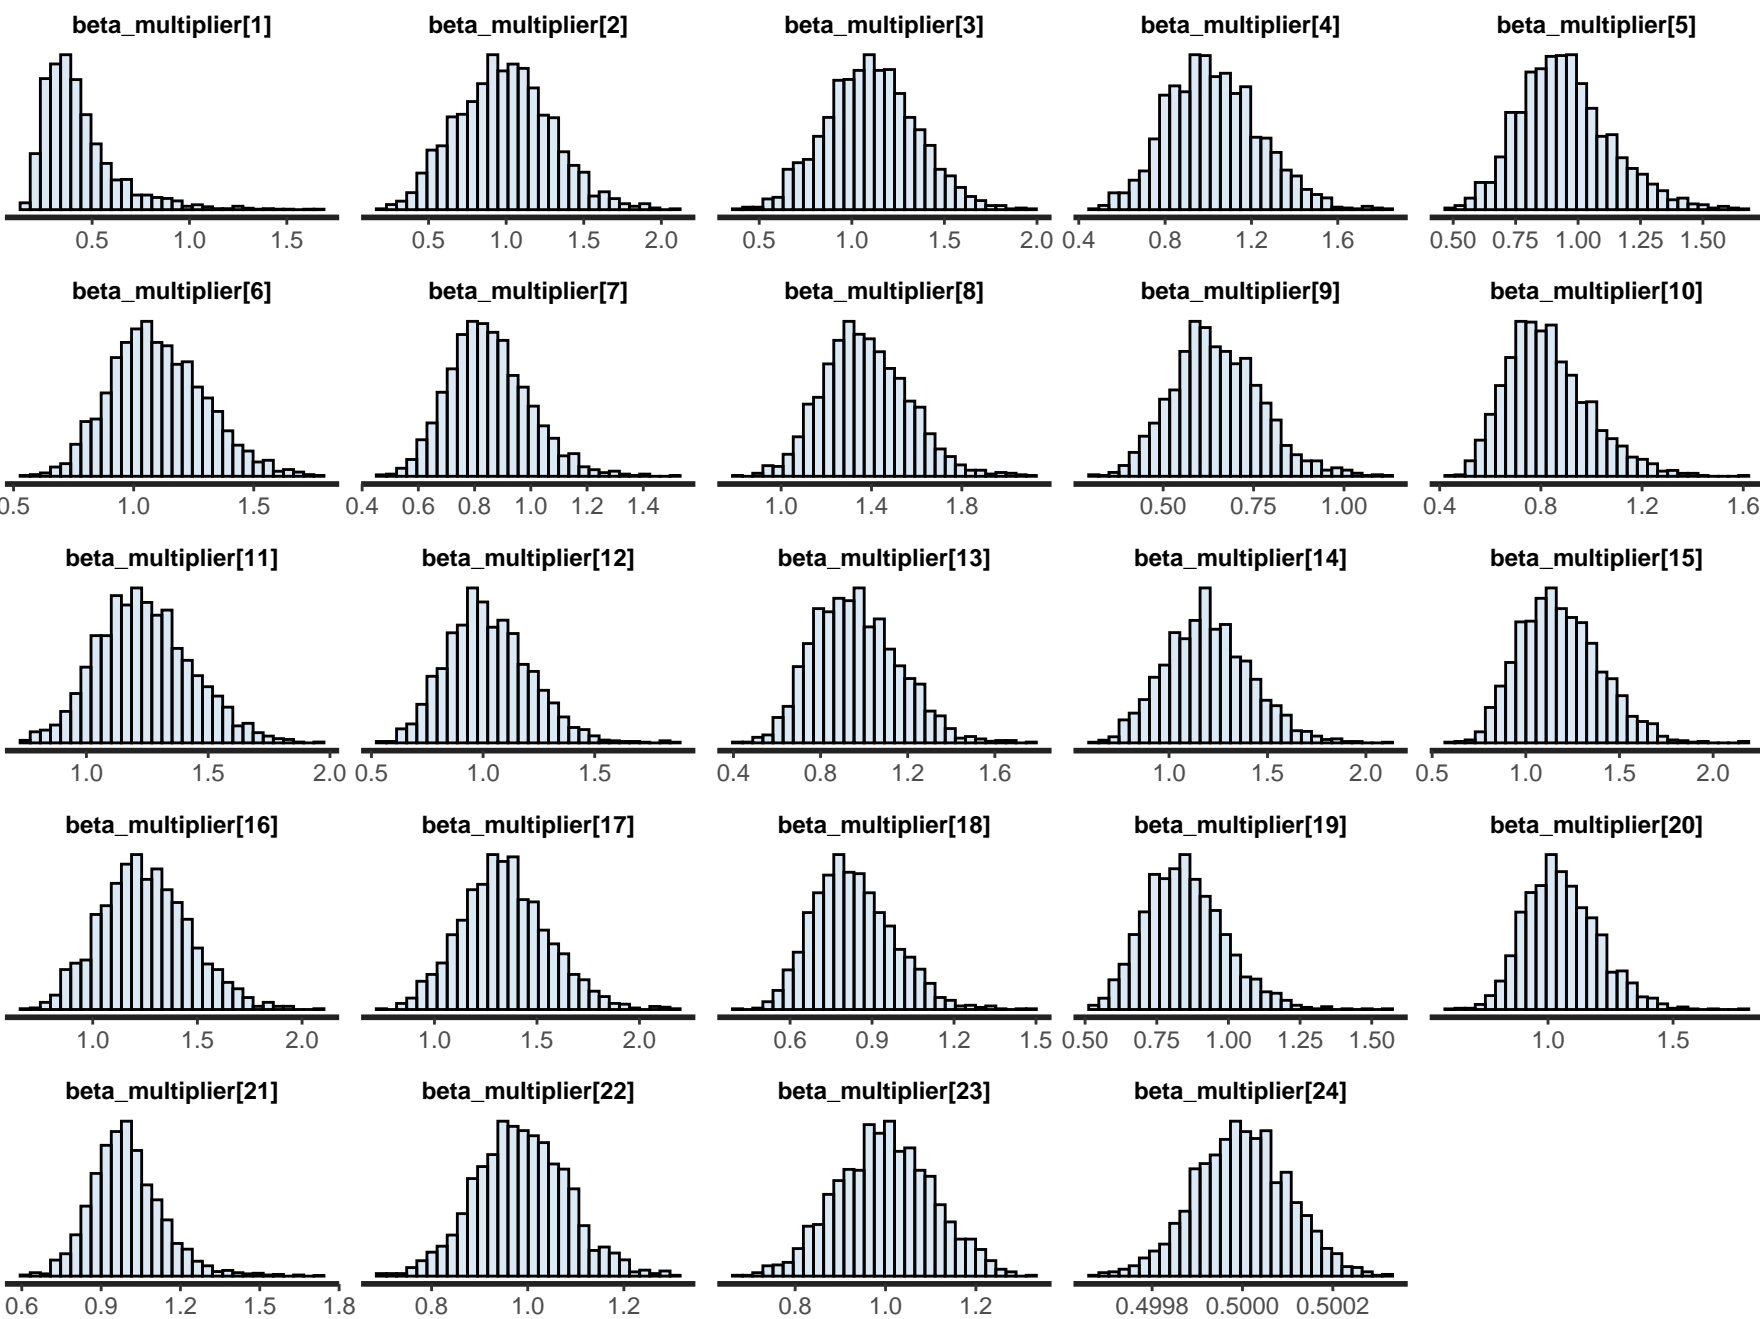 beta_multiplier[1] beta_multiplier[2] beta_multiplier[3] beta_multiplier[4] beta_multiplier[5]
0.5 1.0 1.5 0.5 1.0 1.5 2.0 0.5 1.0 1.5 2.0 0.4 0.8 1.2 1.6 0.50 0.75 1.00 1.25 1.50
beta_multiplier[6] beta_multiplier[7] beta_multiplier[8] beta_multiplier[9] beta_multiplier[10]
0.5 1.0 1.5 0.4 0.6 0.8 1.0 1.2 1.4 1.0 1.4 1.8 0.50 0.75 1.00 0.4 0.8 1.2 1.6
beta_multiplier[11] beta_multiplier[12] beta_multiplier[13] beta_multiplier[14] beta_multiplier[15]
1.0 1.5 2.0 0.5 1.0 1.5 0.4 0.8 1.2 1.6 1.0 1.5 2.0 0.5 1.0 1.5 2.0
beta_multiplier[16] beta_multiplier[17] beta_multiplier[18] beta_multiplier[19] beta_multiplier[20]
1.0 1.5 2.0 1.0 1.5 2.0 0.6 0.9 1.2 1.5 0.50 0.75 1.00 1.25 1.50 1.0 1.5
beta_multiplier[21] beta_multiplier[22] beta_multiplier[23] beta_multiplier[24]
0.6 0.9 1.2 1.5 1.8 0.8 1.0 1.2 0.8 1.0 1.2 0.4998 0.5000 0.5002